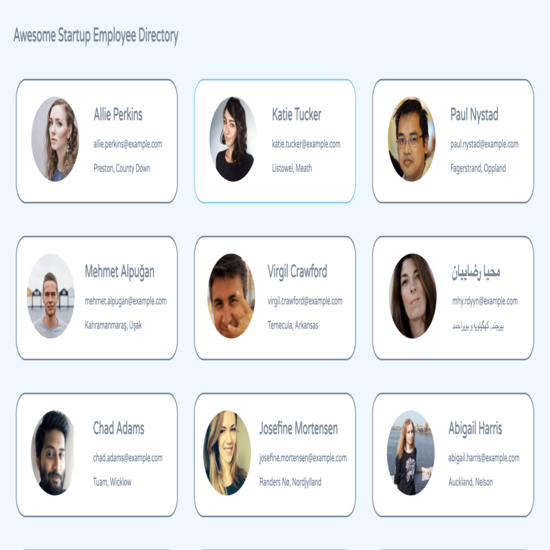 Awesome Startup Employee Directory
Allie Perkins
allie.perkins@example.com
Preston, County Down
Katie Tucker
katie.tucker@example.com
Listowel, Meath
Paul Nystad
paul.nystad@example.com
Fagerstrand, Oppland
Mehmet Alpuğan
mehmet.alpugan@example.com
Kahramanmaraş, Uşak
Virgil Crawford
virgil.crawford@example.com
Temecula, Arkansas
محيا رضاییان
mhy.rdyyn@example.com
بیرجند, کهگیلویه و بویراحمد
Chad Adams
chad.adams@example.com
Tuam, Wicklow
Josefine Mortensen
josefine.mortensen@example.com
Randers Nø, Nordjylland
Abigail Harris
abigail.harris@example.com
Auckland, Nelson